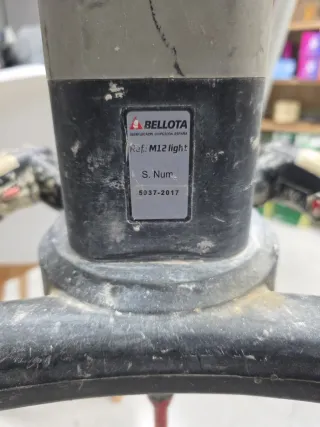 BELLOTA
Ref.: M12 light
S. Num.
5037-2017